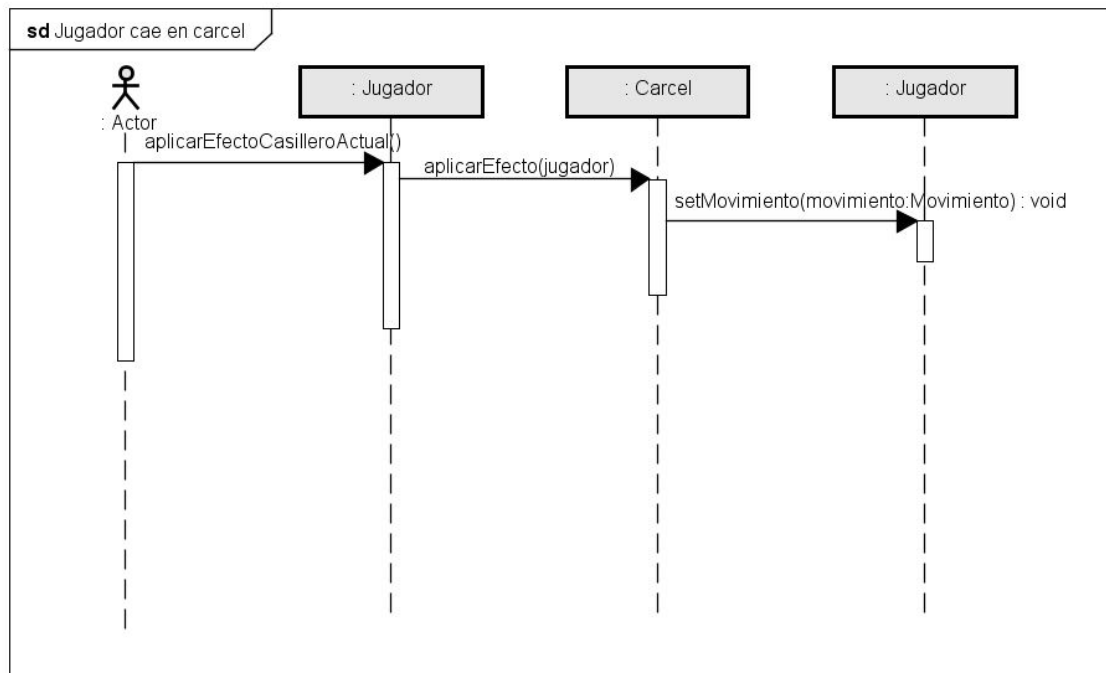 sd Jugador cae en carcel
: Actor
: Jugador
: Carcel
: Jugador
aplicarEfectoCasilleroActual()
aplicarEfecto(jugador)
setMovimiento(movimiento:Movimiento) : void